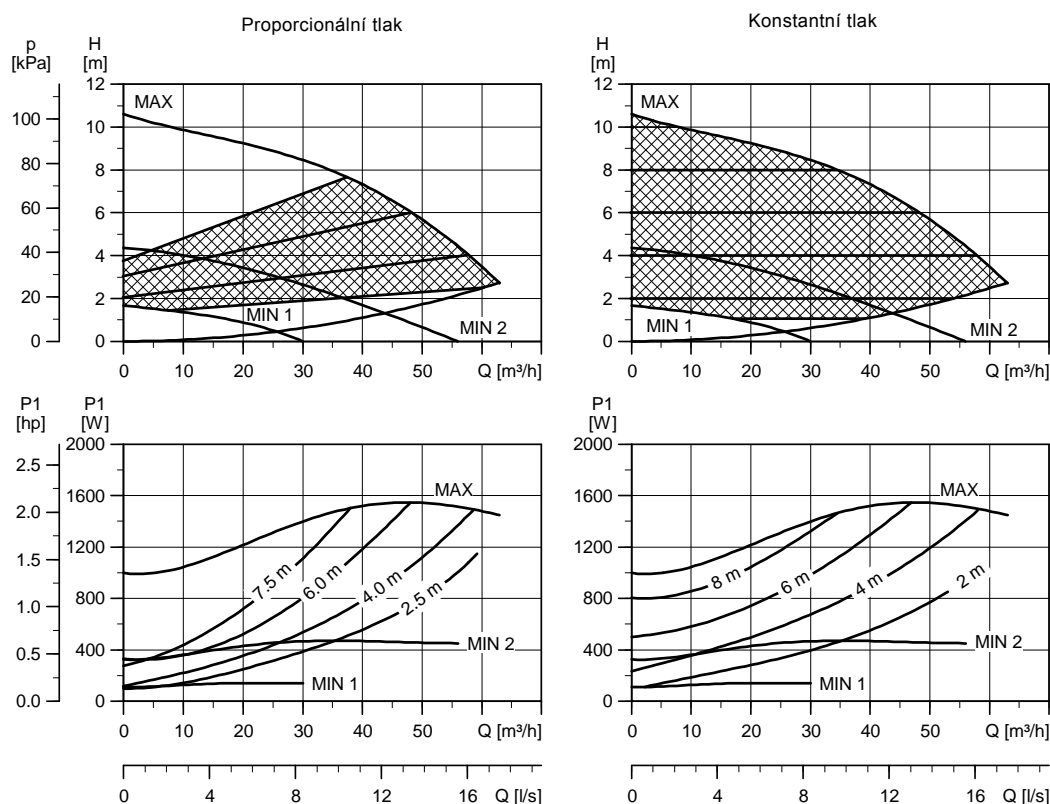 Proporcionální tlak
Konstantní tlak
p
[kPa]
H
[m]
H
[m]
12
10
8
6
4
2
0
100
80
60
40
20
0
MAX
MIN 1
MIN 2
0 10 20 30 40 50 Q [m³/h]
12
10
8
6
4
2
0
MAX
MIN 1
MIN 2
0 10 20 30 40 50 Q [m³/h]
P1
[hp]
P1
[W]
P1
[W]
2.5
2.0
1.5
1.0
0.5
0.0
2000
1600
1200
800
400
0
MAX
7.5 m
6.0 m
4.0 m
2.5 m
MIN 2
MIN 1
0 10 20 30 40 50 Q [m³/h]
2000
1600
1200
800
400
0
MAX
8 m
6 m
4 m
2 m
MIN 2
MIN 1
0 10 20 30 40 50 Q [m³/h]
0 4 8 12 16 Q [l/s]
0 4 8 12 16 Q [l/s]